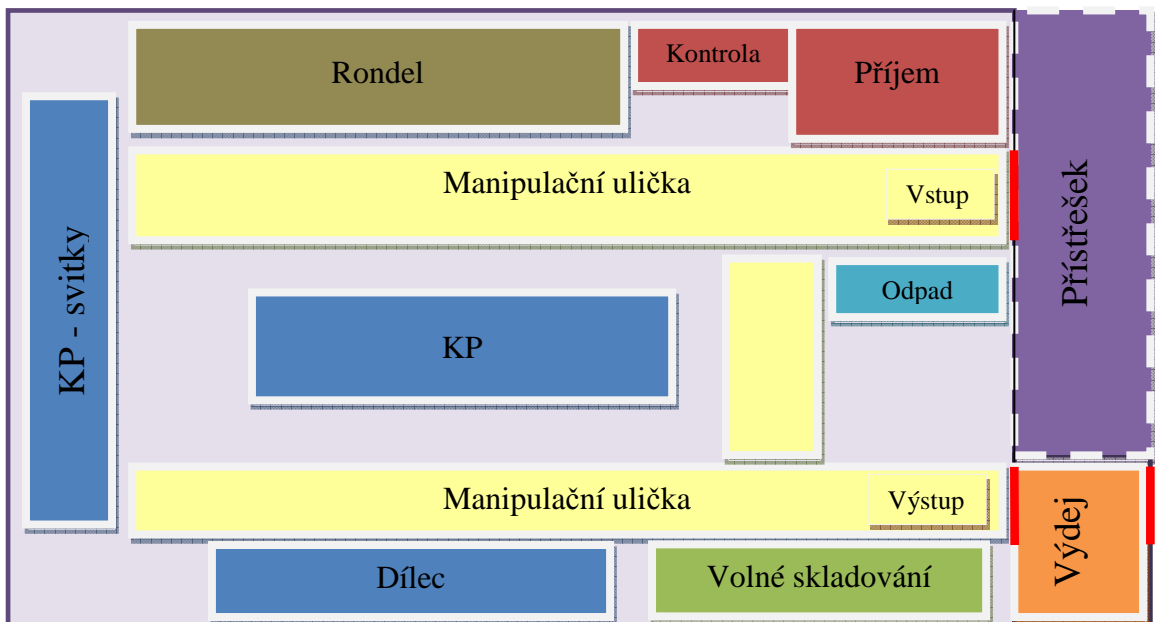 Rondel
Kontrola
Příjem
Manipulační ulička
Vstup
Přístřešek
KP - svitky
Odpad
KP
Manipulační ulička
Výstup
Výdej
Dílec
Volné skladování